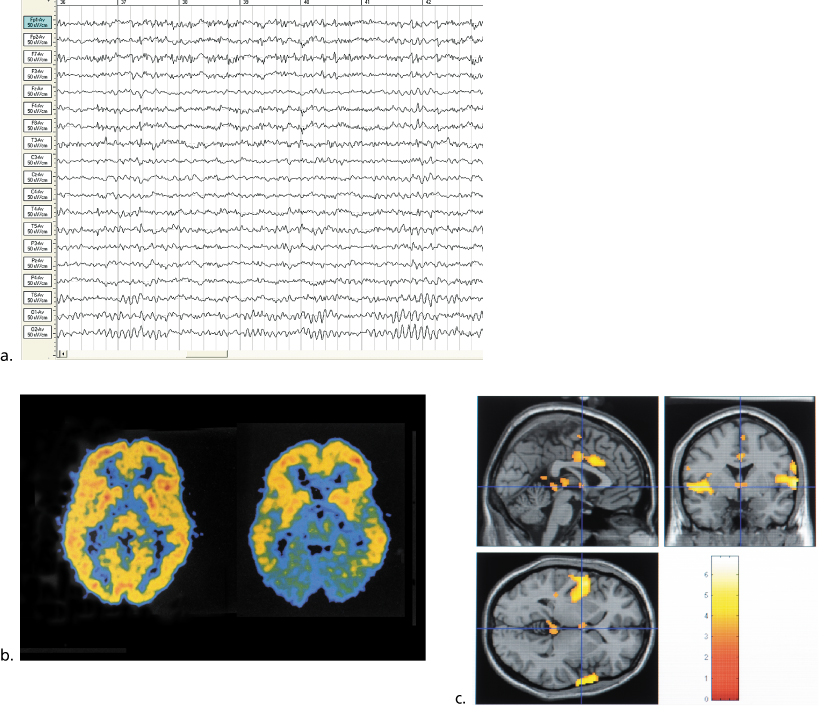 36 37 38 39 40 41 42
Fp1-Av
50 uV/cm
Fp2-Av
50 uV/cm
F7-Av
50 uV/cm
F3-Av
50 uV/cm
Fz-Av
50 uV/cm
F4-Av
50 uV/cm
F8-Av
50 uV/cm
T3-Av
50 uV/cm
C3-Av
50 uV/cm
Cz-Av
50 uV/cm
C4-Av
50 uV/cm
T4-Av
50 uV/cm
T5-Av
50 uV/cm
P3-Av
50 uV/cm
Pz-Av
50 uV/cm
P4-Av
50 uV/cm
T6-Av
50 uV/cm
O1-Av
50 uV/cm
O2-Av
50 uV/cm
a.
b.
6
5
4
3
2
1
0
c.